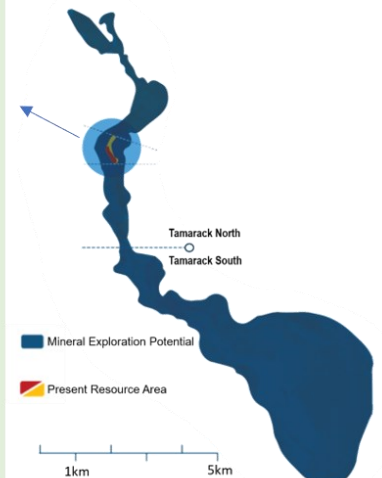 Tamarack North
Tamarack South
Mineral Exploration Potential
Present Resource Area
1km
5km